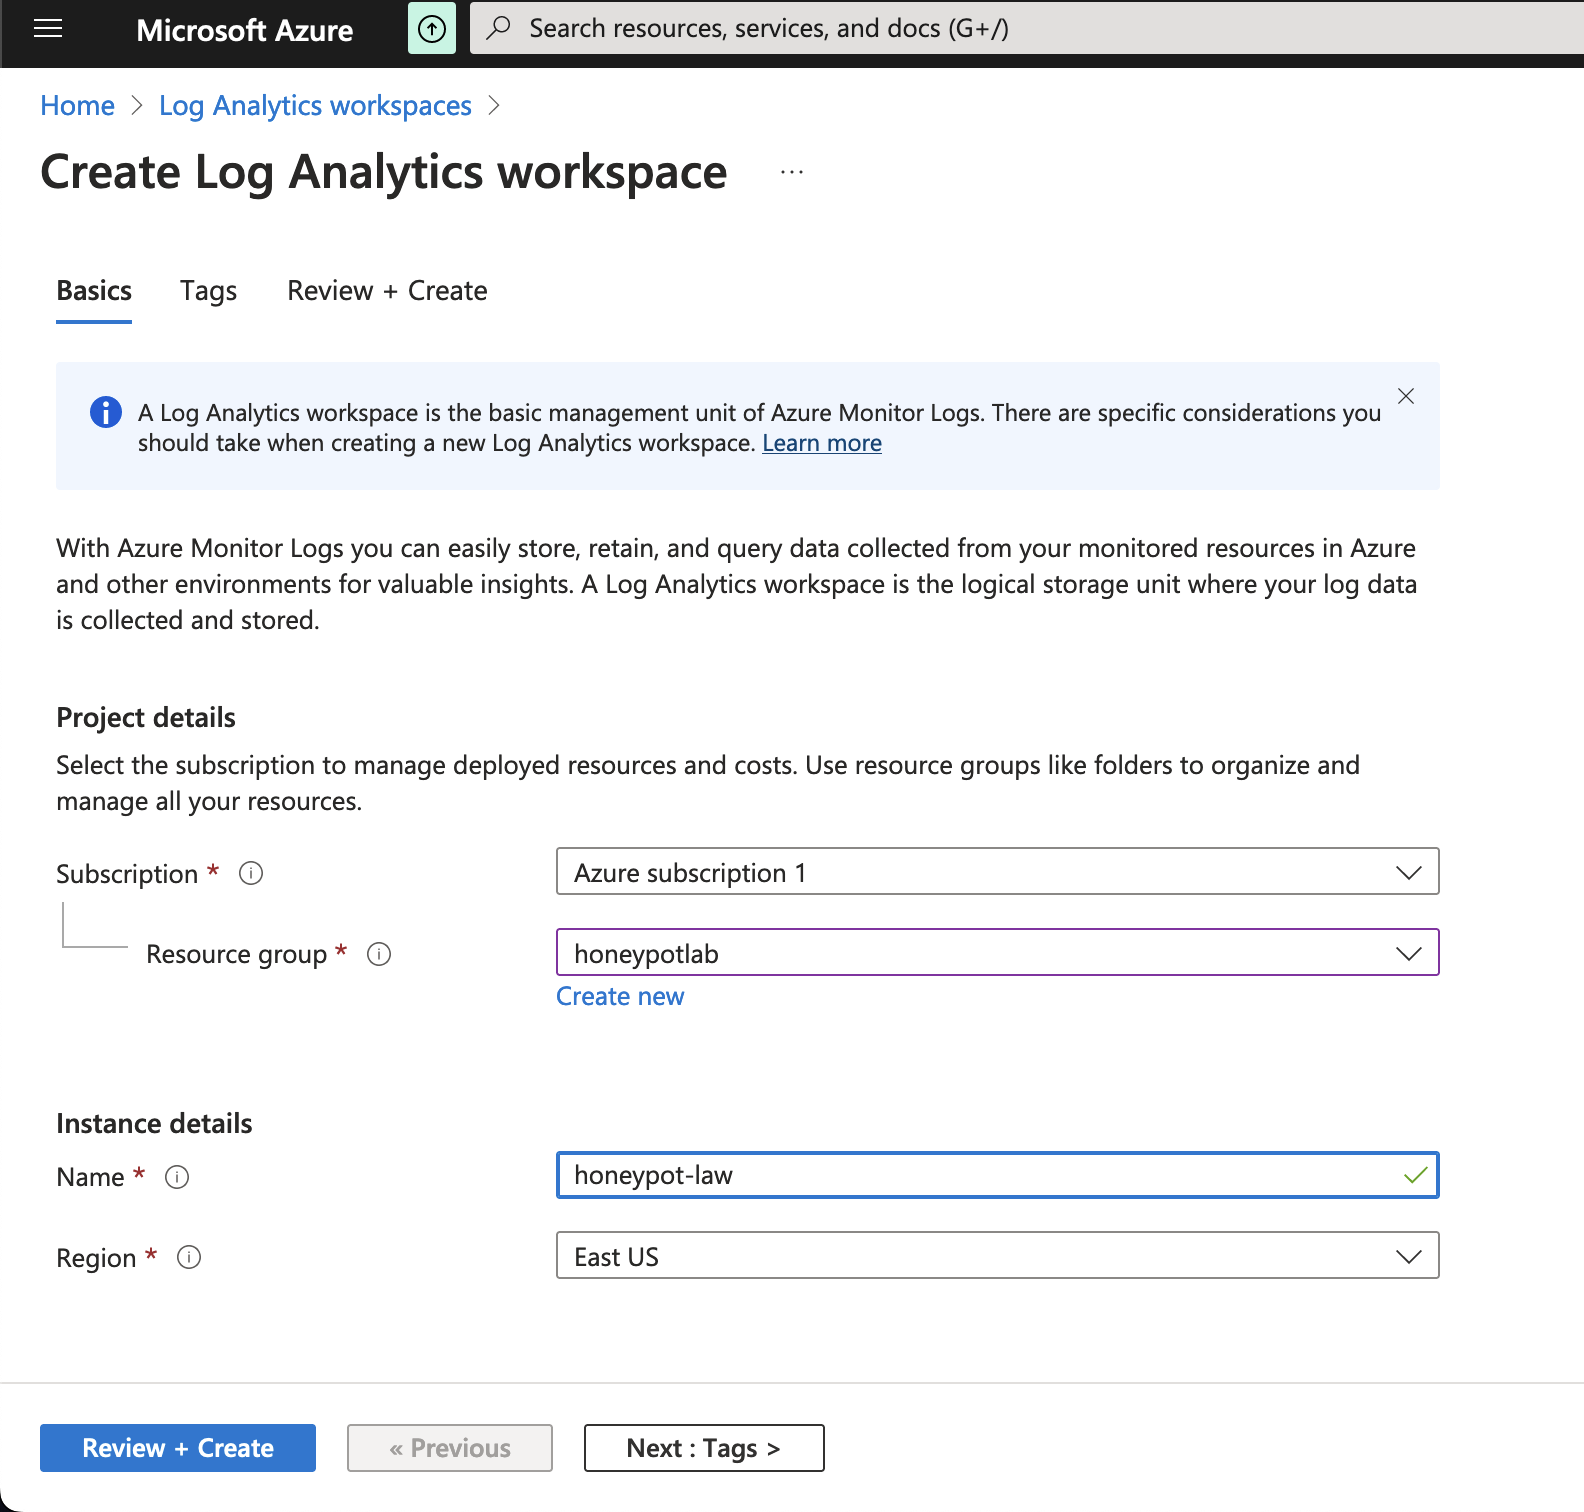 Microsoft Azure
Search resources, services, and docs (G+/)
Home > Log Analytics workspaces >
Create Log Analytics workspace ...
Basics Tags Review + Create
A Log Analytics workspace is the basic management unit of Azure Monitor Logs. There are specific considerations you
should take when creating a new Log Analytics workspace. Learn more
With Azure Monitor Logs you can easily store, retain, and query data collected from your monitored resources in Azure
and other environments for valuable insights. A Log Analytics workspace is the logical storage unit where your log data
is collected and stored.
Project details
Select the subscription to manage deployed resources and costs. Use resource groups like folders to organize and
manage all your resources.
Subscription * Azure subscription 1
Resource group * honeypotlab
Create new
Instance details
Name * honeypot-law
Region * East US
Review + Create « Previous Next : Tags >